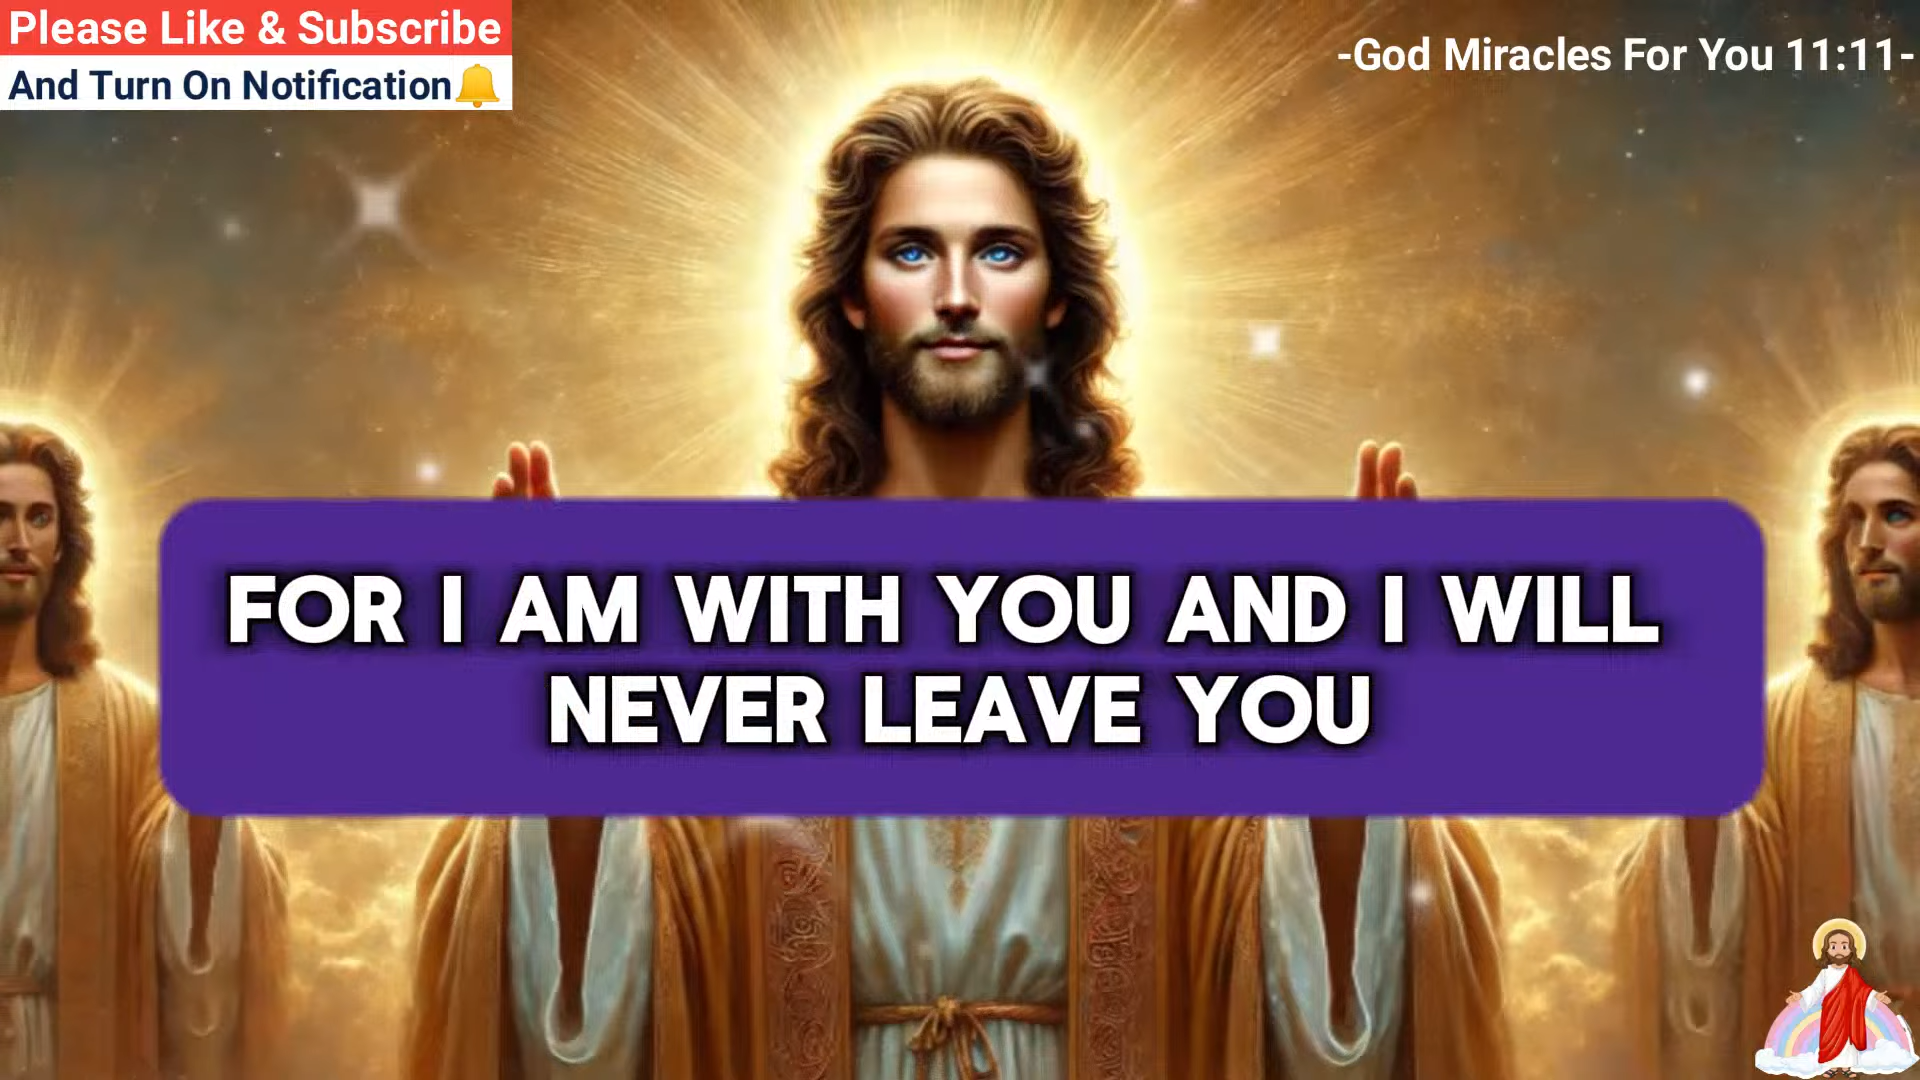 Please Like & Subscribe
And Turn On Notification🔔
-God Miracles For You 11:11-
FOR I AM WITH YOU AND I WILL
NEVER LEAVE YOU